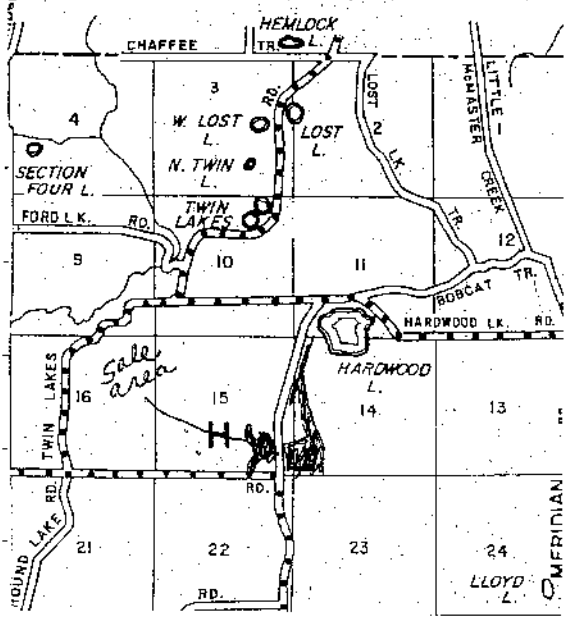 HEMLOCK
L.
CHAFFEE TR.
3
RD.
LOST
2
LK
TR.
LITTLE -
McMASTER
CREEK
4
W. LOST
L.
LOST
L.
N. TWIN
L.
SECTION
FOUR L.
TWIN
LAKES
FORD LK. RD.
9
10
11
12
BOBCAT TR.
HARDWOOD LK. RD.
HARDWOOD
L.
TWIN LAKES
RD.
Sale
area
16
15
14
13
H
RD.
21
22
23
24
MERIDIAN
LLOYD
L.
LAKE
RD.